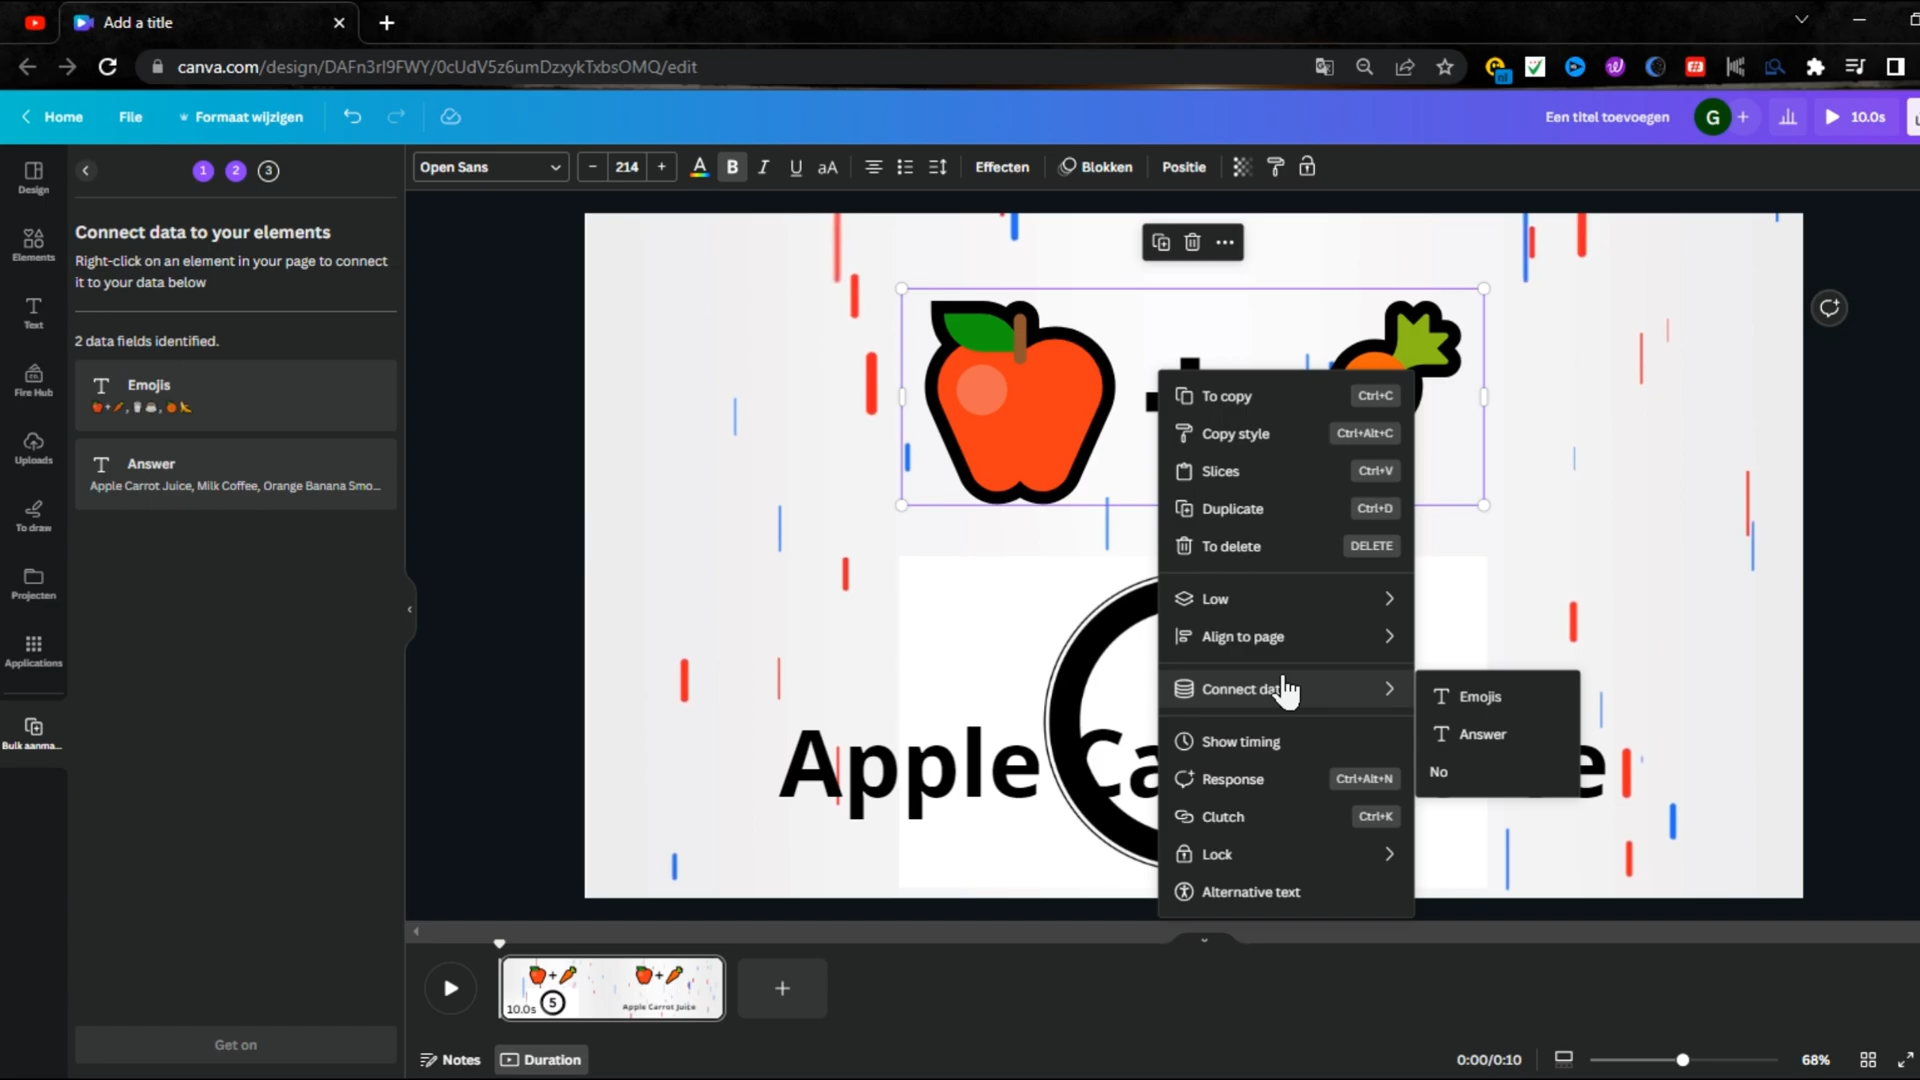 Add a title
canva.com/design/DAFn3rI9FWY/0cUdV5z6umDzxykTxbsOMQ/edit
nl
Home
File
Formaat wijzigen
Een titel toevoegen
G
10.0s
Design
Elements
Text
Fire Hub
Uploads
To draw
Projecten
Applications
Bulk aanma...
1 2 3
Connect data to your elements
Right-click on an element in your page to connect
it to your data below
2 data fields identified.
Emojis
🍎+🥕, 🥛☕, 🍊🍌
Answer
Apple Carrot Juice, Milk Coffee, Orange Banana Smo...
Get on
Open Sans
214
A
B
I
U
aA
Effecten
Blokken
Positie
To copy Ctrl+C
Copy style Ctrl+Alt+C
Slices Ctrl+V
Duplicate Ctrl+D
To delete DELETE
Low
Align to page
Connect da
Show timing
Response Ctrl+Alt+N
Clutch Ctrl+K
Lock
Alternative text
Emojis
Answer
No
Apple Ca e
10.0s
5
Apple Carrot Juice
Notes
Duration
0:00/0:10
68%